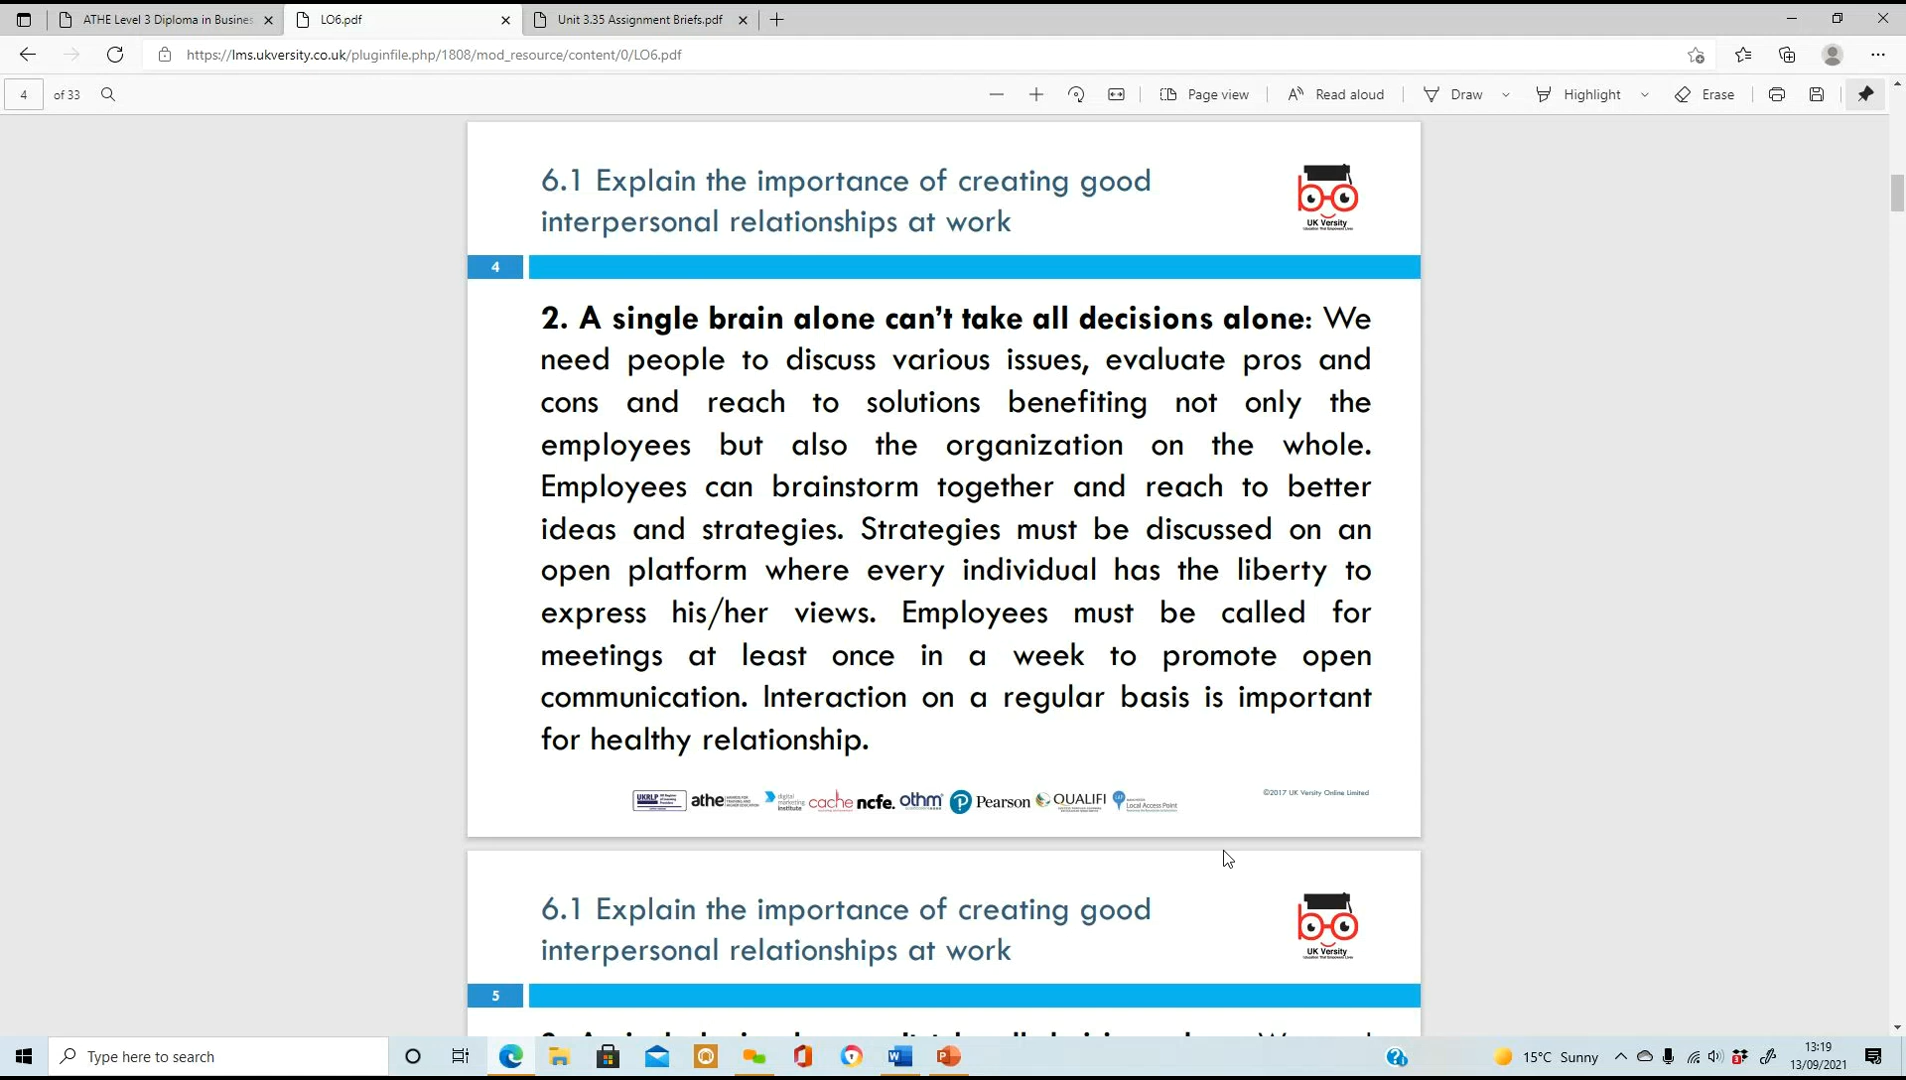 ATHE Level 3 Diploma in Busines
LO6.pdf
Unit 3.35 Assignment Briefs.pdf
https://lms.ukversity.co.uk/pluginfile.php/1808/mod_resource/content/0/LO6.pdf
4 of 33
Page view
Read aloud
Draw
Highlight
Erase
6.1 Explain the importance of creating good
interpersonal relationships at work
UK Versity
4
2. A single brain alone can't take all decisions alone: We
need people to discuss various issues, evaluate pros and
cons and reach to solutions benefiting not only the
employees but also the organization on the whole.
Employees can brainstorm together and reach to better
ideas and strategies. Strategies must be discussed on an
open platform where every individual has the liberty to
express his/her views. Employees must be called for
meetings at least once in a week to promote open
communication. Interaction on a regular basis is important
for healthy relationship.
UKRLP
athe
digital marketing institute
cache
ncfe.
othm
Pearson
QUALIFI
Local Access Point
©2017 UK Versity Online Limited
6.1 Explain the importance of creating good
interpersonal relationships at work
UK Versity
5
Type here to search
15°C Sunny
13:19
13/09/2021